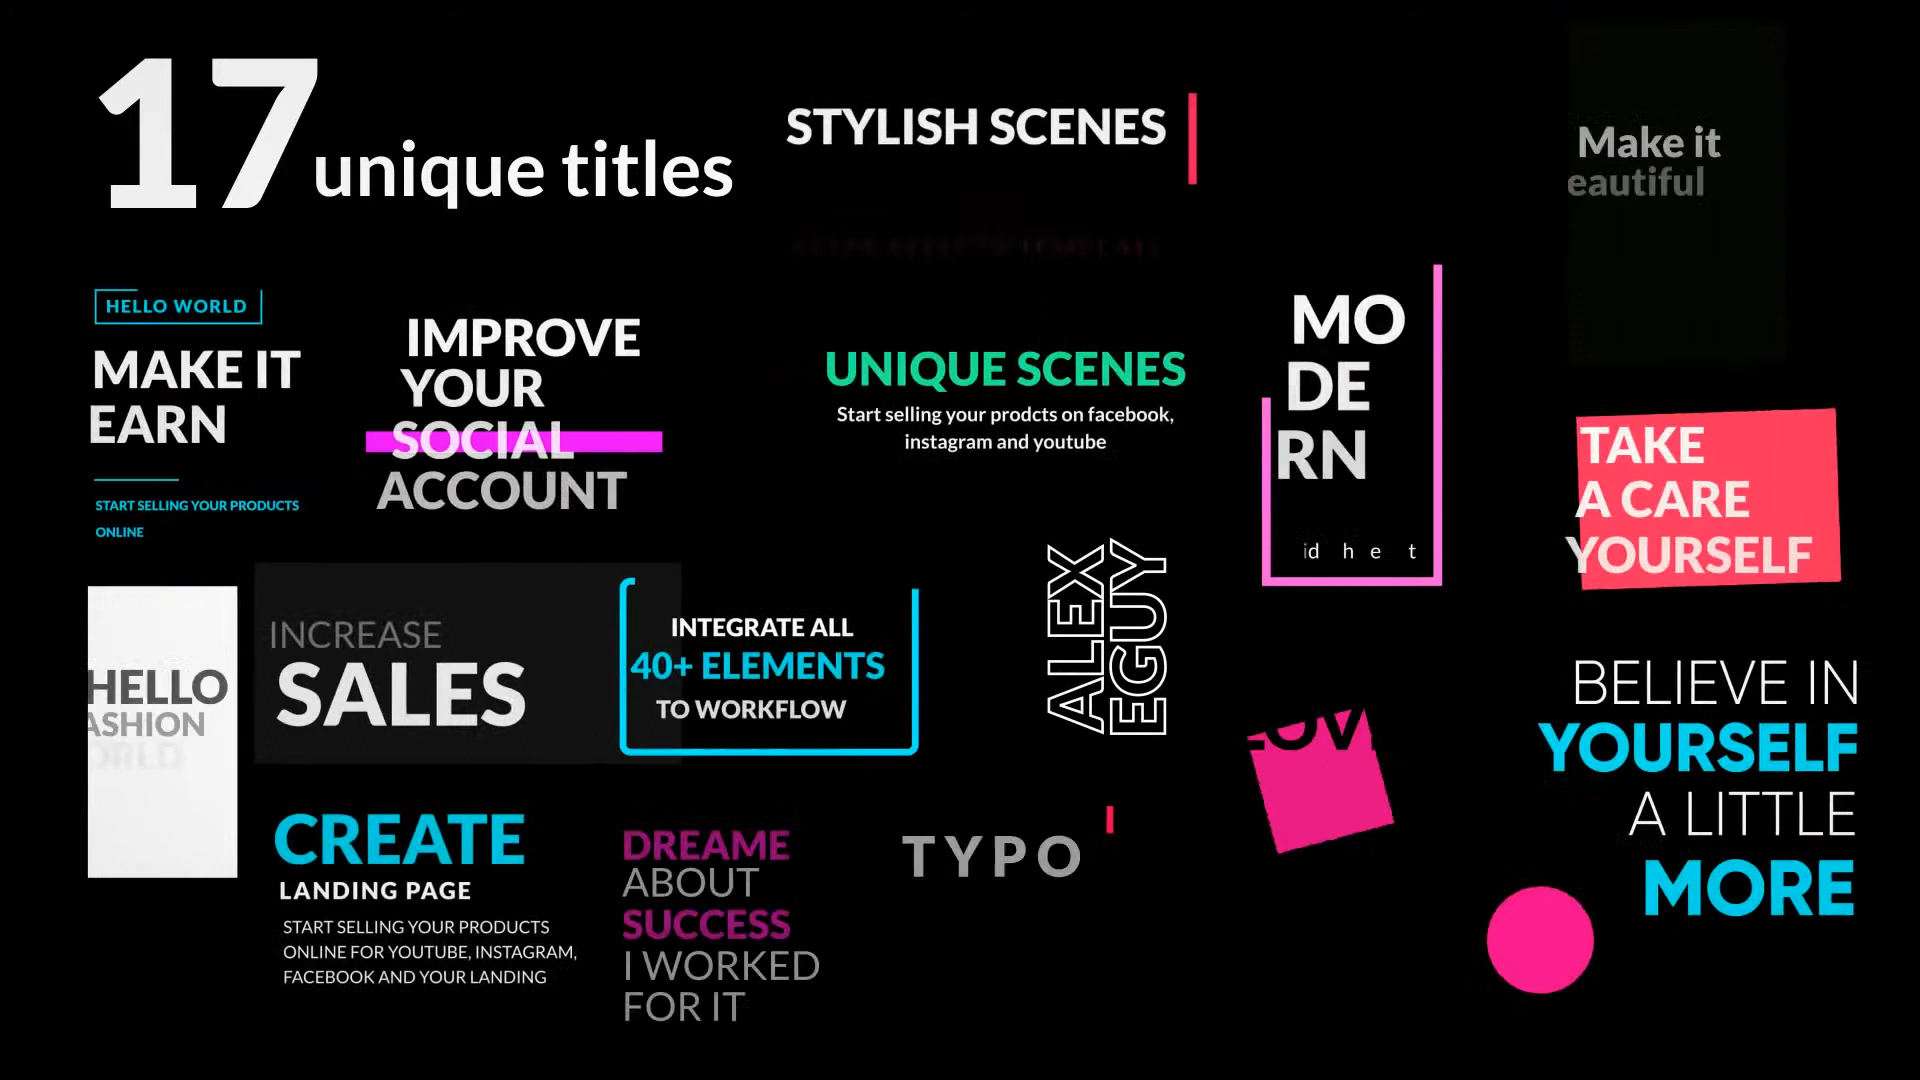 17 unique titles
STYLISH SCENES
Make it
eautiful
HELLO WORLD
MAKE IT
EARN
START SELLING YOUR PRODUCTS
ONLINE
IMPROVE
YOUR
SOCIAL
ACCOUNT
UNIQUE SCENES
Start selling your prodcts on facebook,
instagram and youtube
MO
DE
RN
id h e t
TAKE
A CARE
YOURSELF
HELLO
ASHION
ORLD
INCREASE
SALES
INTEGRATE ALL
40+ ELEMENTS
TO WORKFLOW
ALEX
EGUY
OV
BELIEVE IN
YOURSELF
A LITTLE
MORE
CREATE
LANDING PAGE
START SELLING YOUR PRODUCTS
ONLINE FOR YOUTUBE, INSTAGRAM,
FACEBOOK AND YOUR LANDING
DREAME
ABOUT
SUCCESS
I WORKED
FOR IT
TYPO